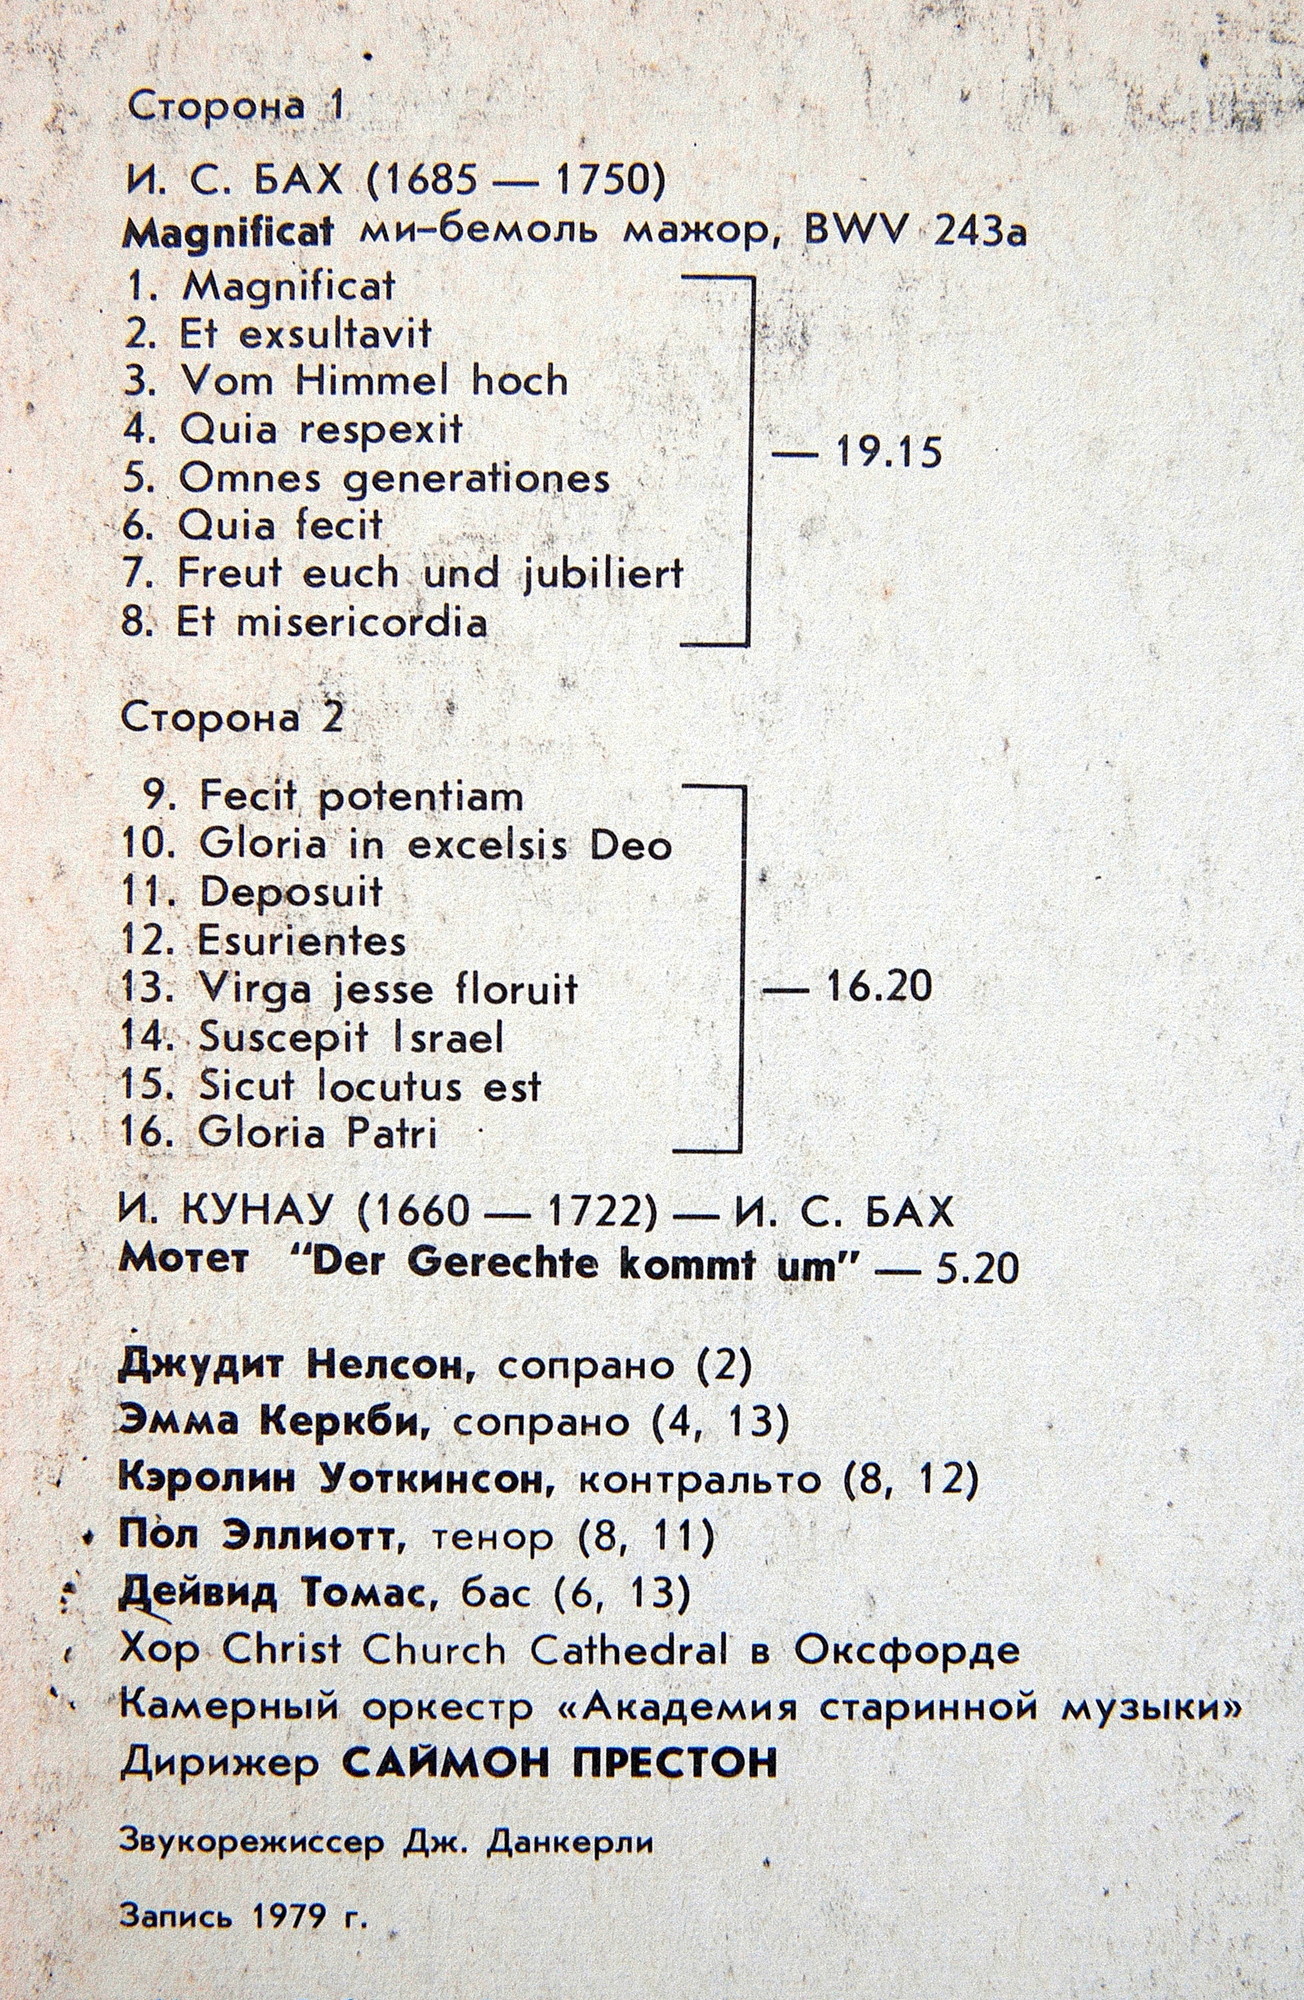 Сторона 1
И. С. БАХ (1685 — 1750)
Magnificat ми-бемоль мажор, BWV 243a
1. Magnificat
2. Et exsultavit
3. Vom Himmel hoch
4. Quia respexit
5. Omnes generationes
6. Quia fecit
7. Freut euch und jubiliert
8. Et misericordia
— 19.15
Сторона 2
9. Fecit potentiam
10. Gloria in excelsis Deo
11. Deposuit
12. Esurientes
13. Virga jesse floruit
14. Suscepit Israel
15. Sicut locutus est
16. Gloria Patri
— 16.20
И. КУНАУ (1660 — 1722) — И. С. БАХ
Мотет "Der Gerechte kommt um" — 5.20
Джудит Нелсон, сопрано (2)
Эмма Керкби, сопрано (4, 13)
Кэролин Уоткинсон, контральто (8, 12)
Пол Эллиотт, тенор (8, 11)
Дейвид Томас, бас (6, 13)
Хор Christ Church Cathedral в Оксфорде
Камерный оркестр «Академия старинной музыки»
Дирижер САЙМОН ПРЕСТОН
Звукорежиссер Дж. Данкерли
Запись 1979 г.